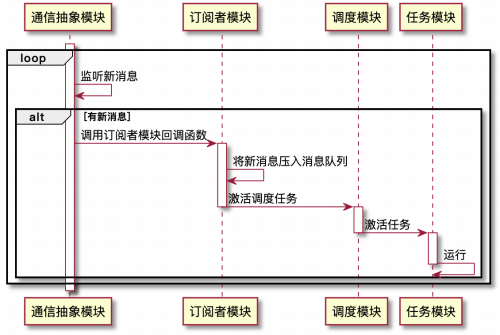 通信抽象模块 订阅者模块 调度模块 任务模块
loop
监听新消息
alt [有新消息]
调用订阅者模块回调函数
将新消息压入消息队列
激活调度任务
激活任务
运行
通信抽象模块 订阅者模块 调度模块 任务模块